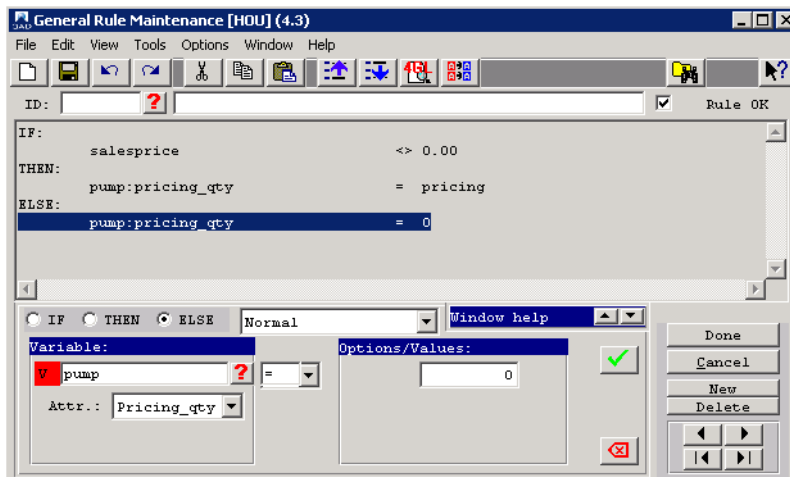 General Rule Maintenance [HOU] (4.3)
File Edit View Tools Options Window Help
ID: ? Rule OK
IF:
salesprice <> 0.00
THEN:
pump:pricing_qty = pricing
ELSE:
pump:pricing_qty = 0
IF THEN ELSE Normal Window help
Variable: Options/Values:
V pump ? = 0
Attr.: Pricing_qty
Done
Cancel
New
Delete